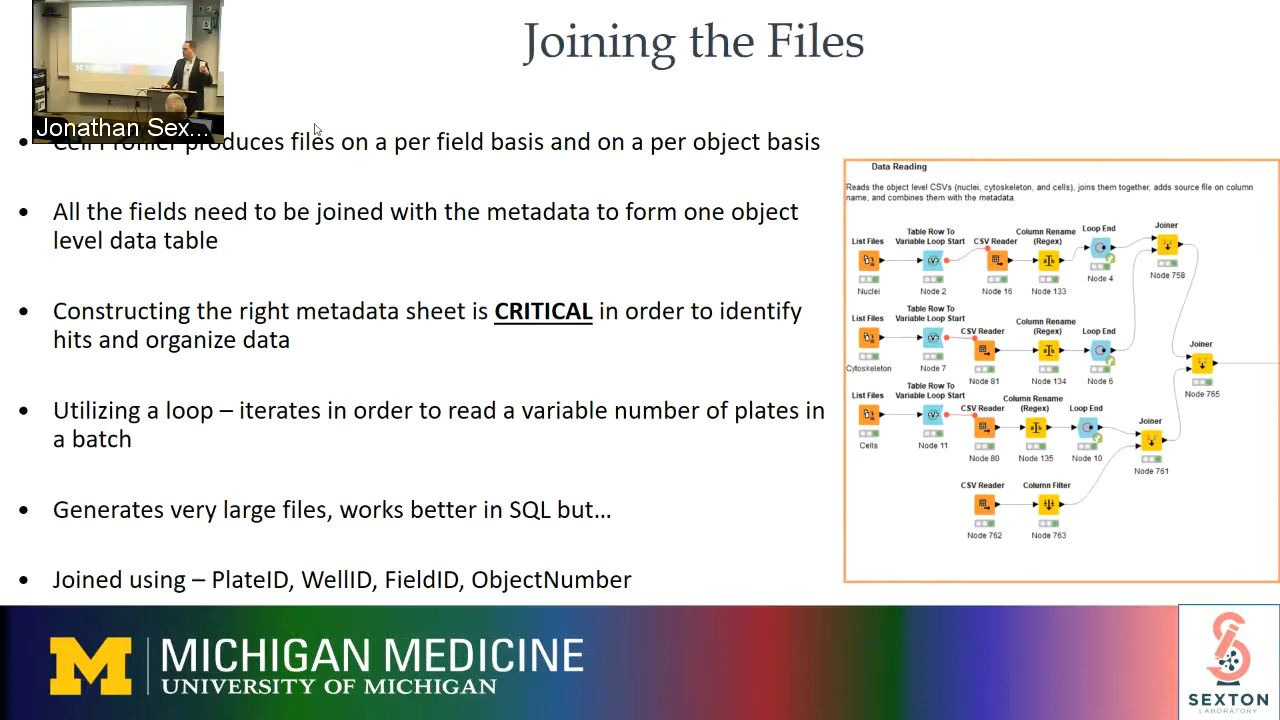 Joining the Files
Jonathan Sex...
Cell Profiler produces files on a per field basis and on a per object basis
All the fields need to be joined with the metadata to form one object
level data table
Constructing the right metadata sheet is CRITICAL in order to identify
hits and organize data
Utilizing a loop – iterates in order to read a variable number of plates in
a batch
Generates very large files, works better in SQL but...
Joined using – PlateID, WellID, FieldID, ObjectNumber
Data Reading
Reads the object level CSVs (nuclei, cytoskeleton, and cells), joins them together, adds source file on column
name, and combines them with the metadata.
List Files
Table Row To
Variable Loop Start
CSV Reader
Column Rename
(Regex)
Loop End
Joiner
Nuclei
Node 2
Node 16
Node 133
Node 4
Node 758
List Files
Table Row To
Variable Loop Start
CSV Reader
Column Rename
(Regex)
Loop End
Joiner
Cytoskeleton
Node 7
Node 81
Node 134
Node 6
Node 765
List Files
Table Row To
Variable Loop Start
CSV Reader
Column Rename
(Regex)
Loop End
Joiner
Cells
Node 11
Node 80
Node 135
Node 10
Node 761
CSV Reader
Column Filter
Node 762
Node 763
M
MICHIGAN MEDICINE
UNIVERSITY OF MICHIGAN
SEXTON
LABORATORY